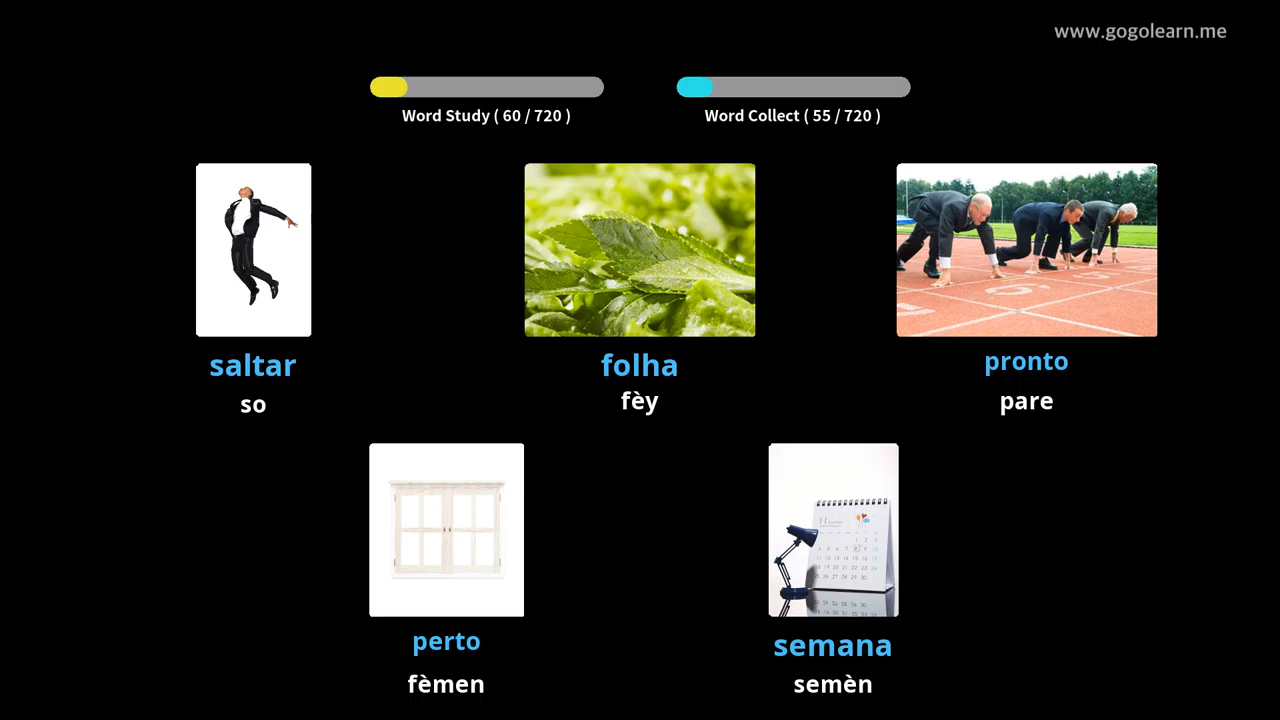 www.gogolearn.me
Word Study ( 60 / 720 )
Word Collect ( 55 / 720 )
saltar
so
folha
fèy
pronto
pare
perto
fèmen
semana
semèn